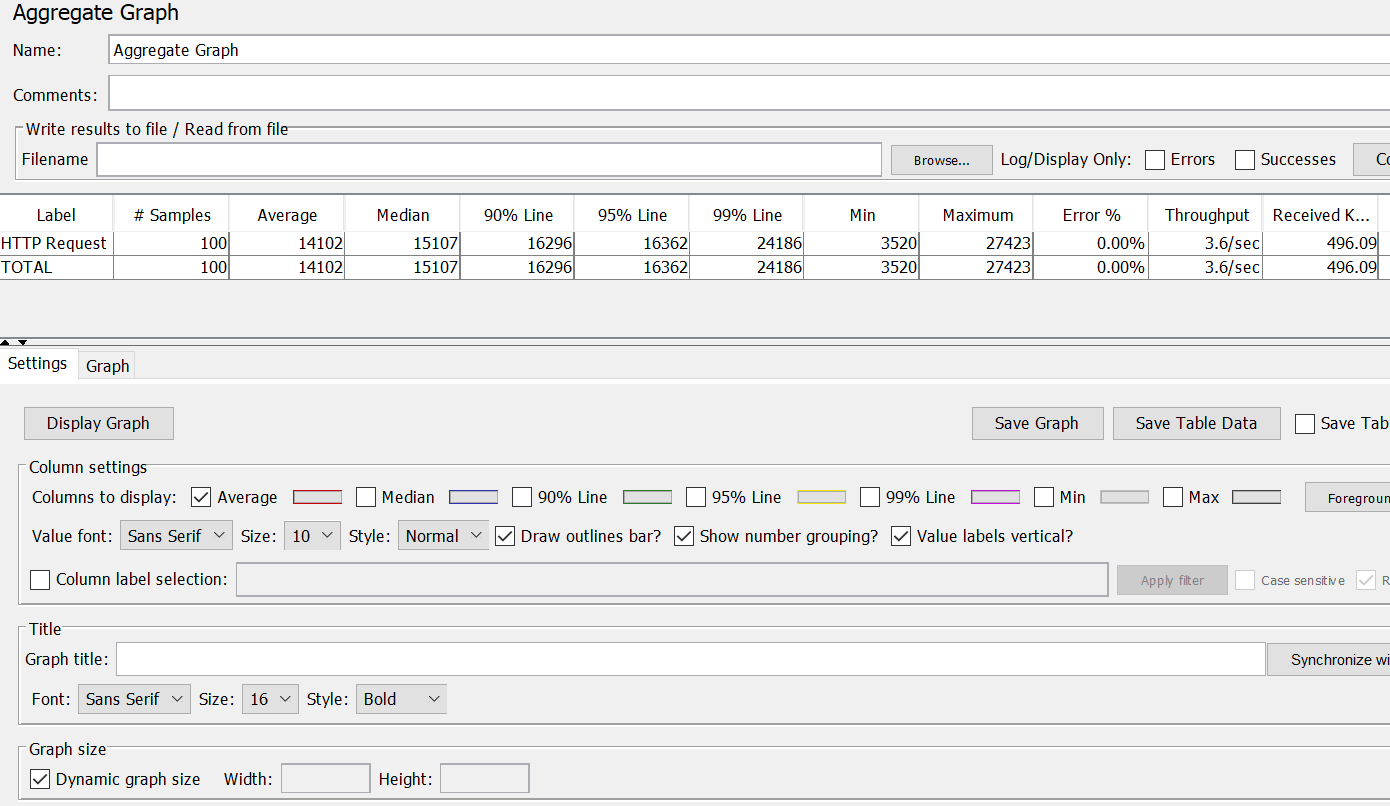 Aggregate Graph
Name: Aggregate Graph
Comments:
Write results to file / Read from file
Filename Browse... Log/Display Only: Errors Successes Co
Label # Samples Average Median 90% Line 95% Line 99% Line Min Maximum Error % Throughput Received K...
HTTP Request 100 14102 15107 16296 16362 24186 3520 27423 0.00% 3.6/sec 496.09
TOTAL 100 14102 15107 16296 16362 24186 3520 27423 0.00% 3.6/sec 496.09
Settings Graph
Display Graph Save Graph Save Table Data Save Tab
Column settings
Columns to display: Average Median 90% Line 95% Line 99% Line Min Max Foregroun
Value font: Sans Serif Size: 10 Style: Normal Draw outlines bar? Show number grouping? Value labels vertical?
Column label selection: Apply filter Case sensitive R
Title
Graph title: Synchronize wi
Font: Sans Serif Size: 16 Style: Bold
Graph size
Dynamic graph size Width: Height: